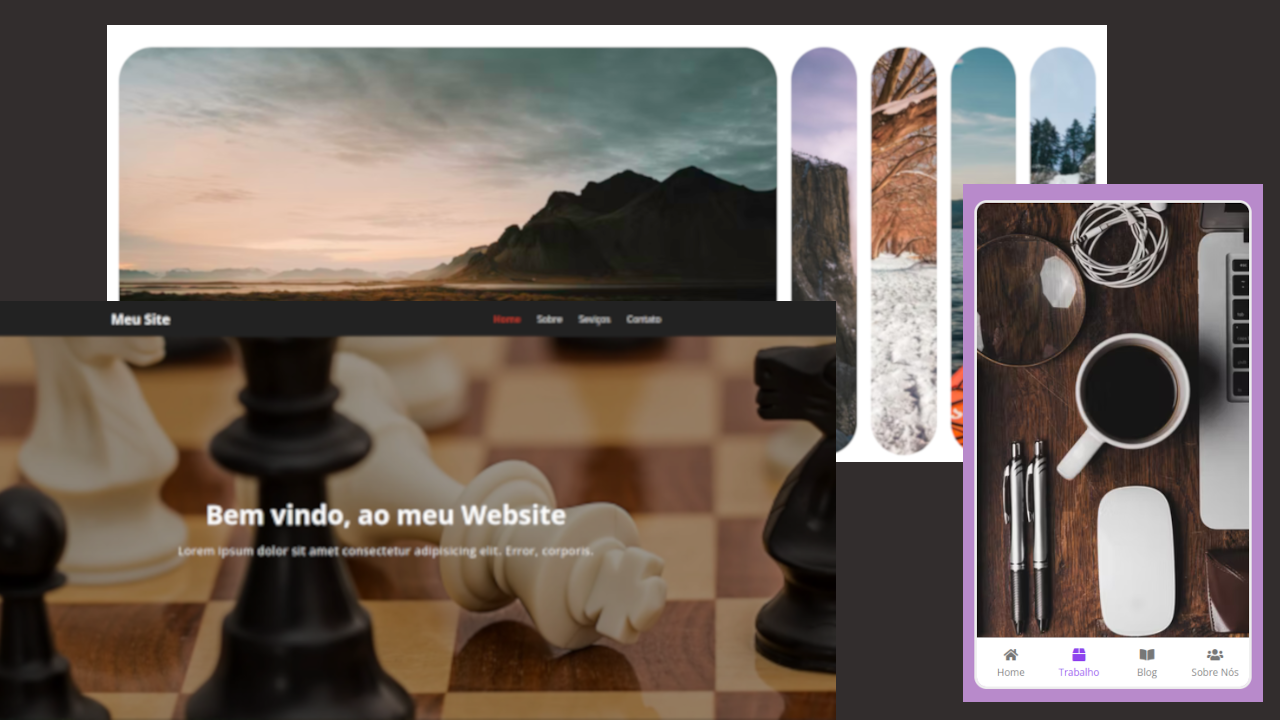 Meu Site
Home Sobre Seviços Contato
Bem vindo, ao meu Website
Lorem ipsum dolor sit amet consectetur adipisicing elit. Error, corporis.
Home Trabalho Blog Sobre Nós